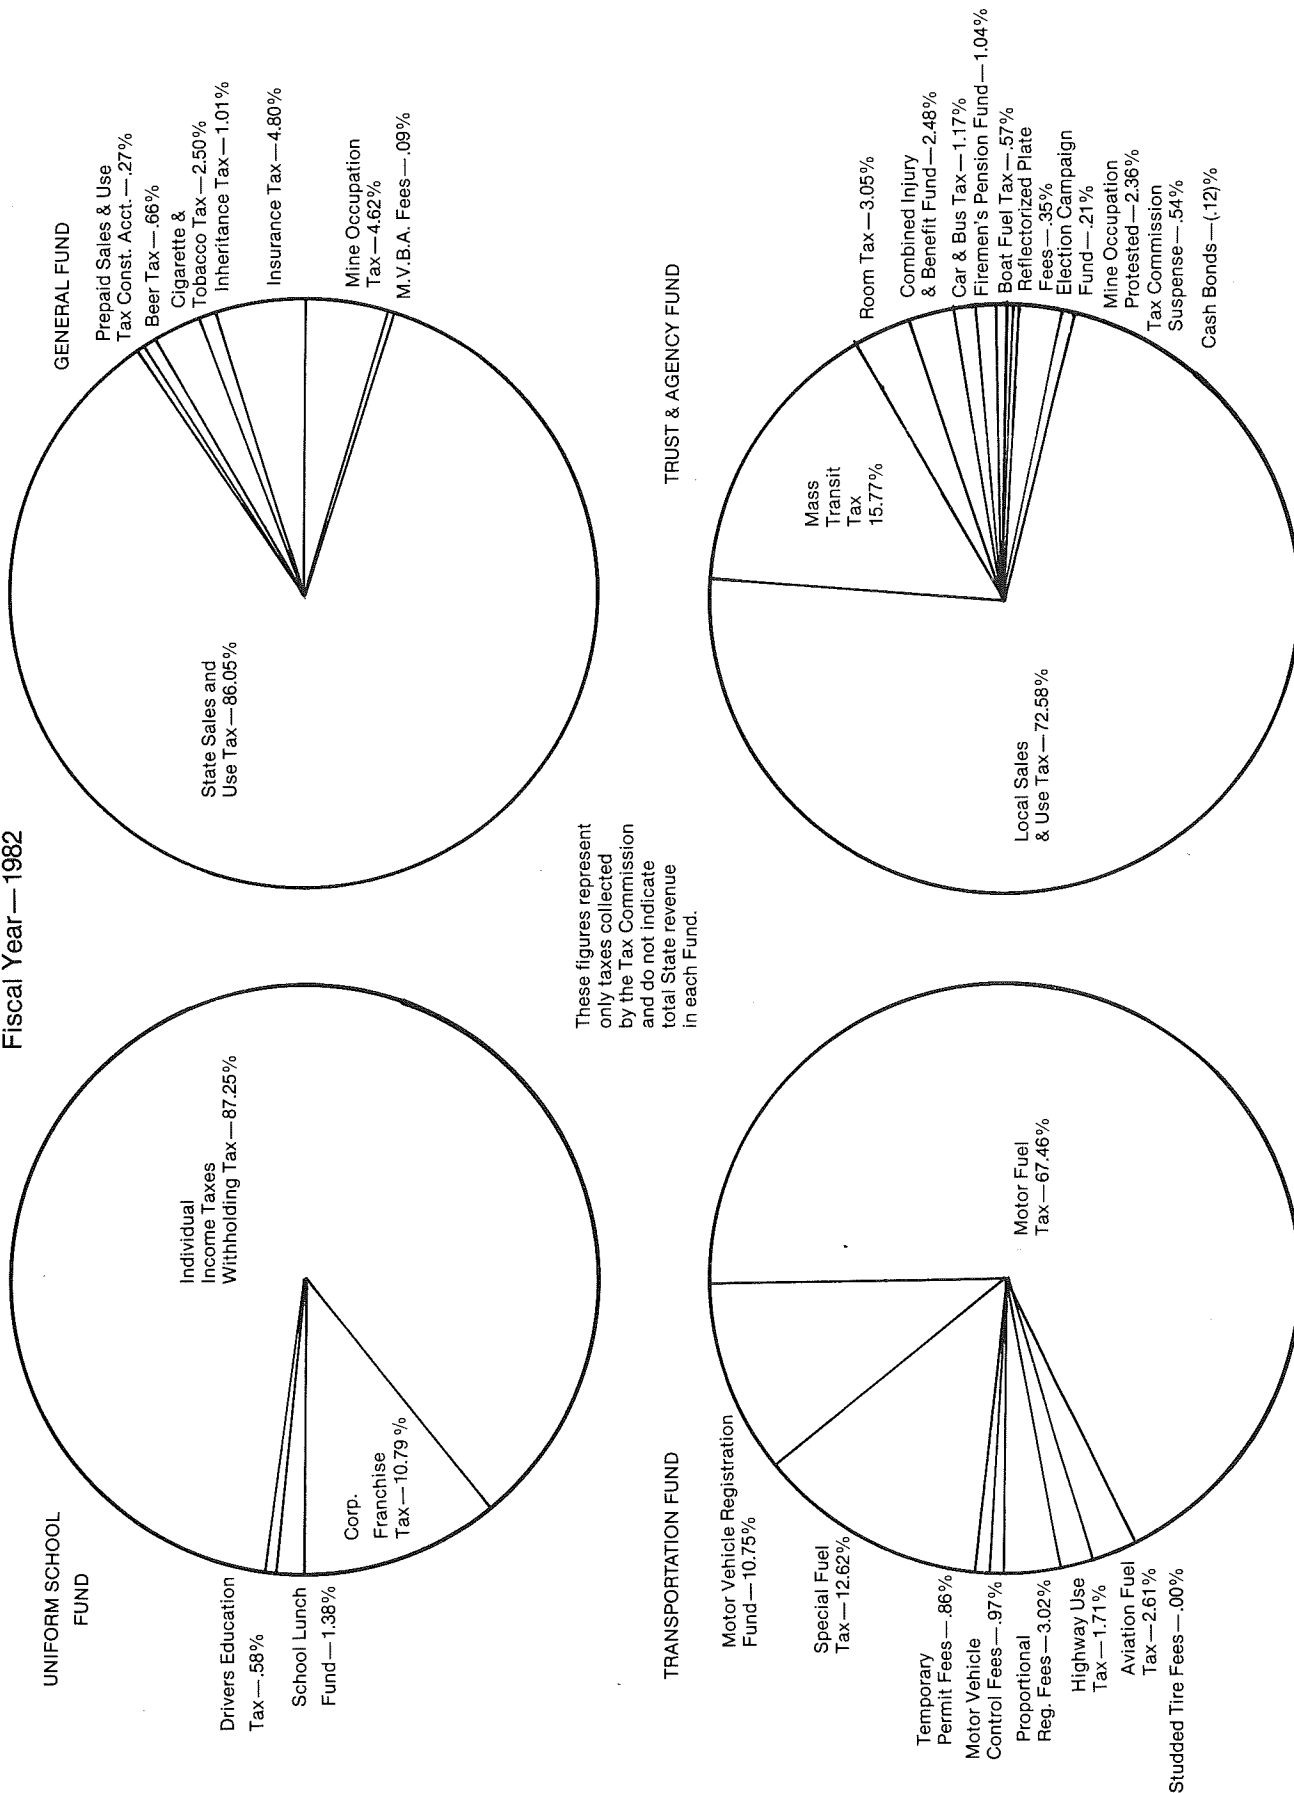 Fiscal Year—1982
UNIFORM SCHOOL
FUND
Individual
Income Taxes
Withholding Tax—87.25%
Drivers Education
Tax—.58%
School Lunch
Fund—1.38%
Corp.
Franchise
Tax—10.79 %
GENERAL FUND
Prepaid Sales & Use
Tax Const. Acct.—.27%
Beer Tax—.66%
Cigarette &
Tobacco Tax—2.50%
Inheritance Tax—1.01%
Insurance Tax—4.80%
Mine Occupation
Tax—4.62%
M.V.B.A. Fees—.09%
State Sales and
Use Tax—86.05%
These figures represent
only taxes collected
by the Tax Commission
and do not indicate
total State revenue
in each Fund.
TRANSPORTATION FUND
Motor Vehicle Registration
Fund—10.75%
Special Fuel
Tax—12.62%
Temporary
Permit Fees—.86%
Motor Vehicle
Control Fees—.97%
Proportional
Reg. Fees—3.02%
Highway Use
Tax—1.71%
Aviation Fuel
Tax—2.61%
Studded Tire Fees—.00%
Motor Fuel
Tax—67.46%
TRUST & AGENCY FUND
Mass
Transit
Tax
15.77%
Local Sales
& Use Tax—72.58%
Room Tax—3.05%
Combined Injury
& Benefit Fund—2.48%
Car & Bus Tax—1.17%
Firemen's Pension Fund—1.04%
Boat Fuel Tax—.57%
Reflectorized Plate
Fees—.35%
Election Campaign
Fund—.21%
Mine Occupation
Protested—2.36%
Tax Commission
Suspense—.54%
Cash Bonds—(.12)%